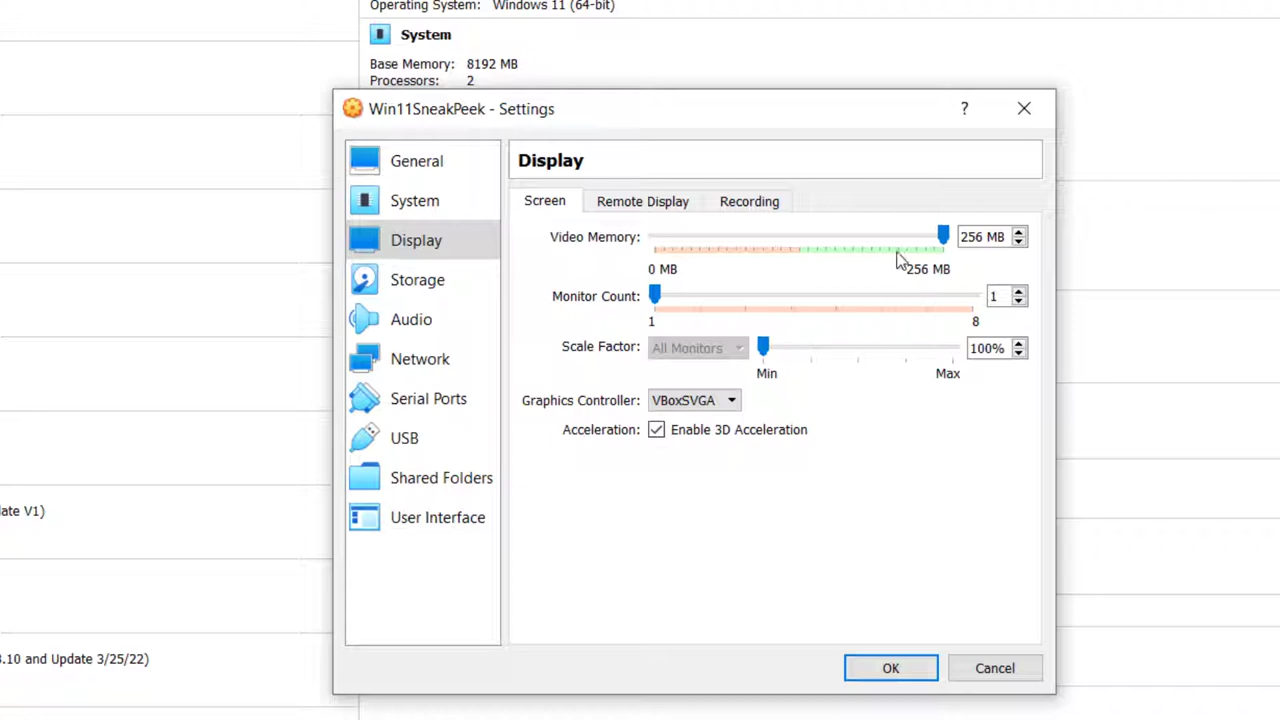 Operating System: Windows 11 (64-bit)
System
Base Memory: 8192 MB
Processors: 2
Win11SneakPeek - Settings
?
General
System
Display
Storage
Audio
Network
Serial Ports
USB
Shared Folders
User Interface
Display
Screen Remote Display Recording
Video Memory: 256 MB
0 MB 256 MB
Monitor Count: 1
1 8
Scale Factor: All Monitors 100%
Min Max
Graphics Controller: VBoxSVGA
Acceleration: Enable 3D Acceleration
OK Cancel
late V1)
.10 and Update 3/25/22)